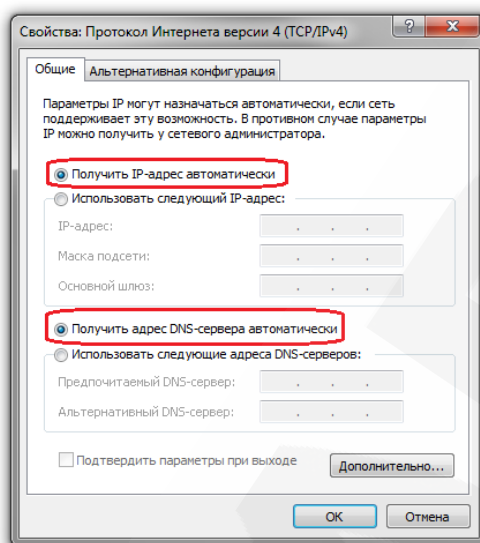 Свойства: Протокол Интернета версии 4 (TCP/IPv4)
Общие
Альтернативная конфигурация
Параметры IP могут назначаться автоматически, если сеть
поддерживает эту возможность. В противном случае параметры
IP можно получить у сетевого администратора.
Получить IP-адрес автоматически
Использовать следующий IP-адрес:
IP-адрес:
Маска подсети:
Основной шлюз:
Получить адрес DNS-сервера автоматически
Использовать следующие адреса DNS-серверов:
Предпочитаемый DNS-сервер:
Альтернативный DNS-сервер:
Подтвердить параметры при выходе
Дополнительно...
ОК
Отмена